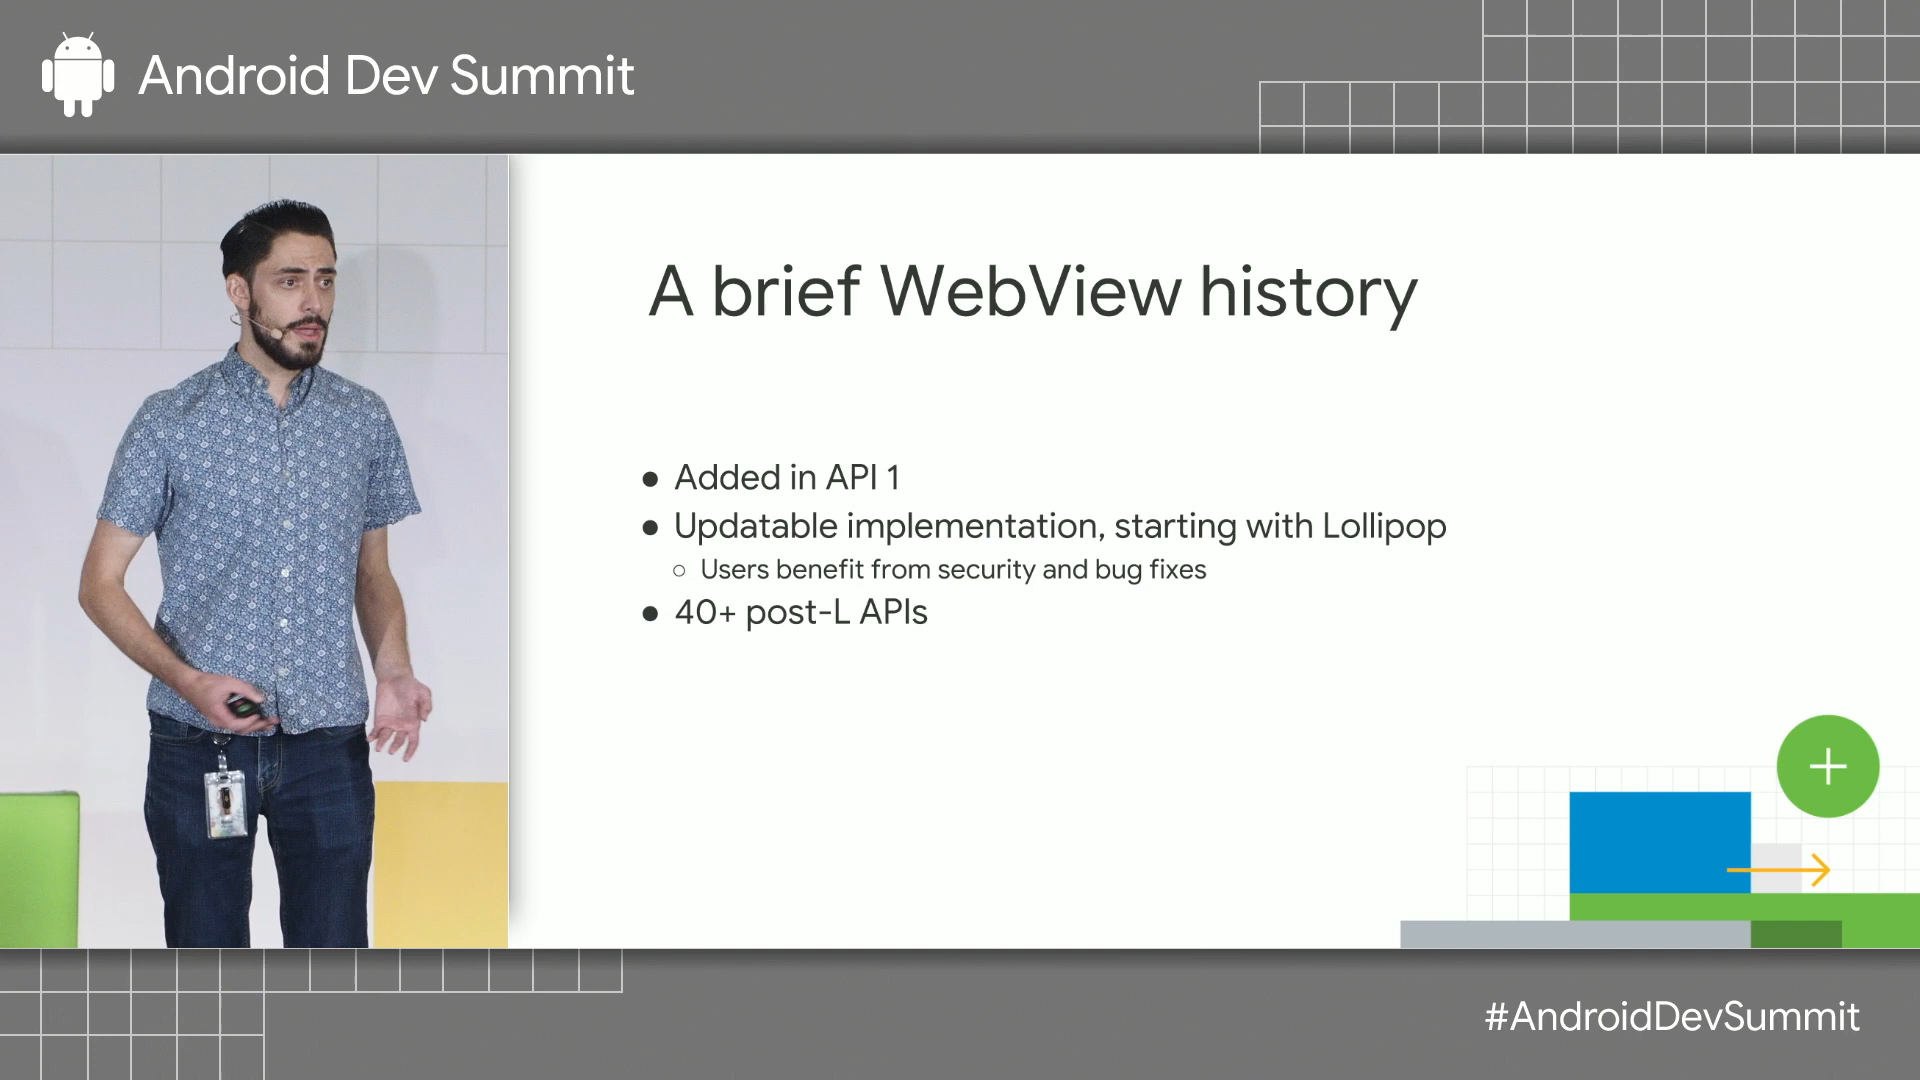 Android Dev Summit
A brief WebView history
● Added in API 1
● Updatable implementation, starting with Lollipop
○ Users benefit from security and bug fixes
● 40+ post-L APIs
#AndroidDevSummit